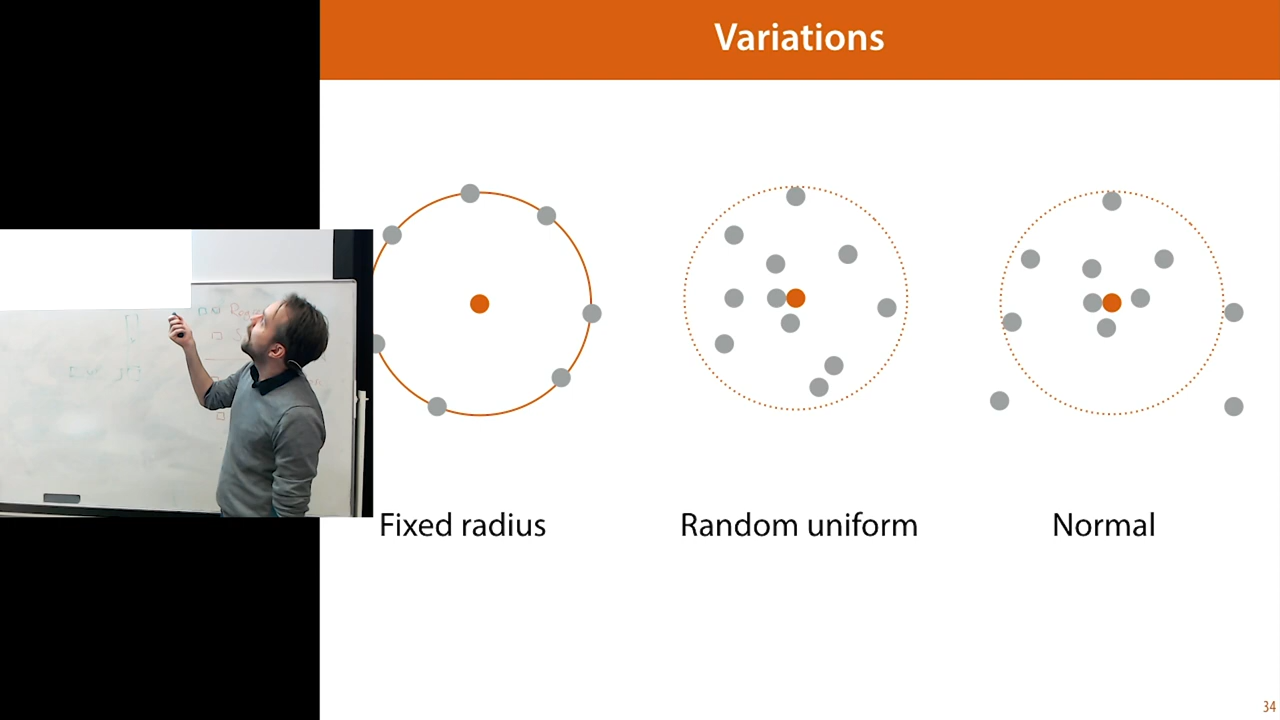 Variations
Fixed radius
Random uniform
Normal
34